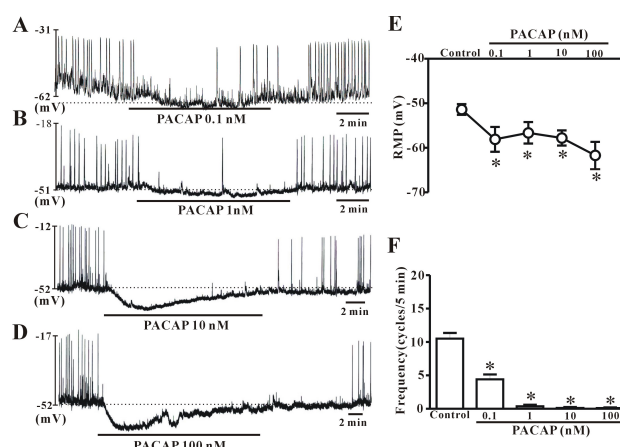 A
-31
-62
(mV)
PACAP 0.1 nM
2 min
B
-18
-51
(mV)
PACAP 1nM
2 min
C
-12
-52
(mV)
PACAP 10 nM
2 min
D
-17
-52
(mV)
PACAP 100 nM
2 min
E
PACAP (nM)
Control 0.1 1 10 100
-40
-50
-60
-70
RMP (mV)
* * * *
F
20
15
10
5
0
Frequency(cycles/5 min)
* * * *
Control 0.1 1 10 100
PACAP (nM)